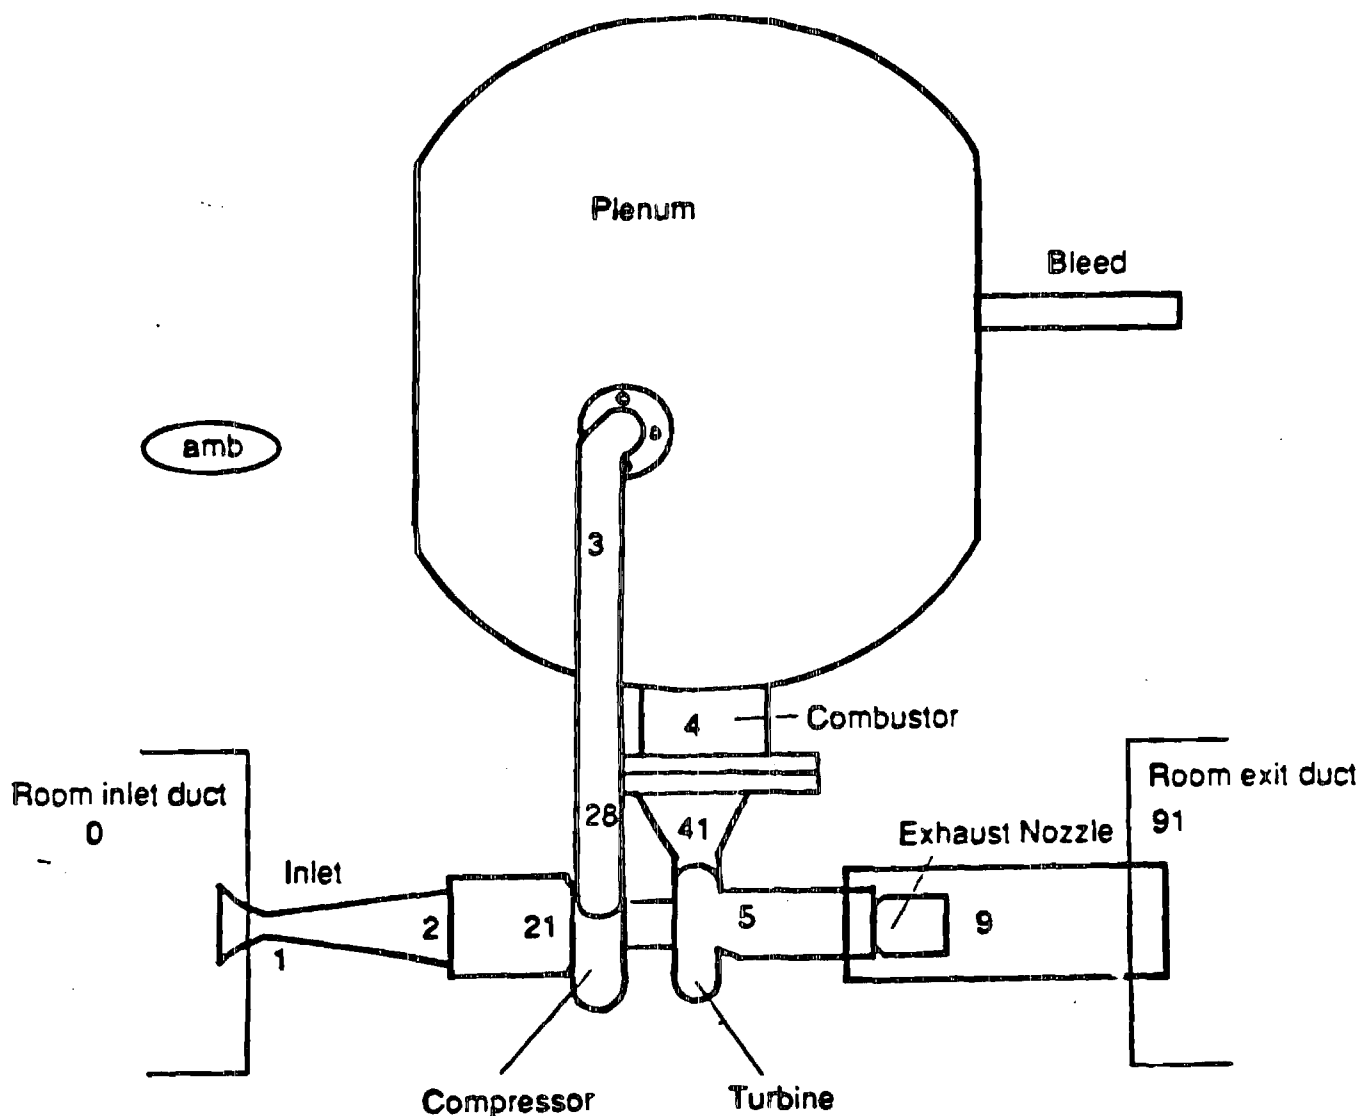 Plenum
Bleed
amb
3
4
Combustor
Room inlet duct
0
28
41
Exhaust Nozzle
Room exit duct
91
Inlet
1
2
21
5
9
Compressor
Turbine